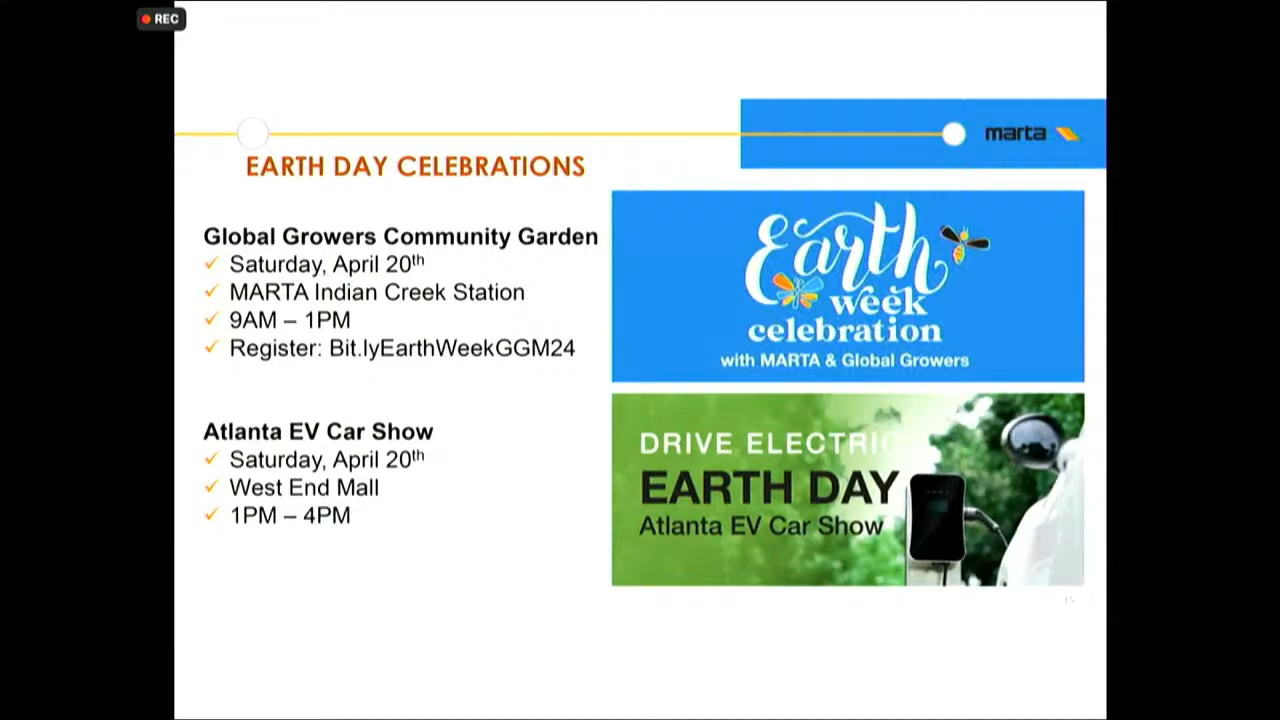 REC
marta
EARTH DAY CELEBRATIONS
Global Growers Community Garden
Saturday, April 20th
MARTA Indian Creek Station
9AM – 1PM
Register: Bit.lyEarthWeekGGM24
Atlanta EV Car Show
Saturday, April 20th
West End Mall
1PM – 4PM
Earth
week
celebration
with MARTA & Global Growers
DRIVE ELECTRIC
EARTH DAY
Atlanta EV Car Show